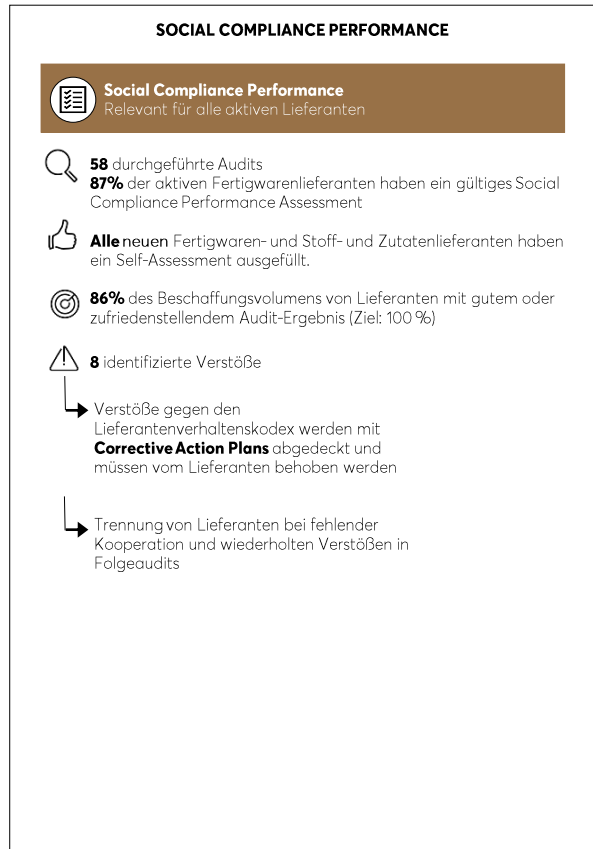 SOCIAL COMPLIANCE PERFORMANCE
Social Compliance Performance
Relevant für alle aktiven Lieferanten
58 durchgeführte Audits
87% der aktiven Fertigwarenlieferanten haben ein gültiges Social
Compliance Performance Assessment
Alle neuen Fertigwaren- und Stoff- und Zutatenlieferanten haben
ein Self-Assessment ausgefüllt.
86% des Beschaffungsvolumens von Lieferanten mit gutem oder
zufriedenstellendem Audit-Ergebnis (Ziel: 100 %)
8 identifizierte Verstöße
Verstöße gegen den
Lieferantenverhaltenskodex werden mit
Corrective Action Plans abgedeckt und
müssen vom Lieferanten behoben werden
Trennung von Lieferanten bei fehlender
Kooperation und wiederholten Verstößen in
Folgeaudits